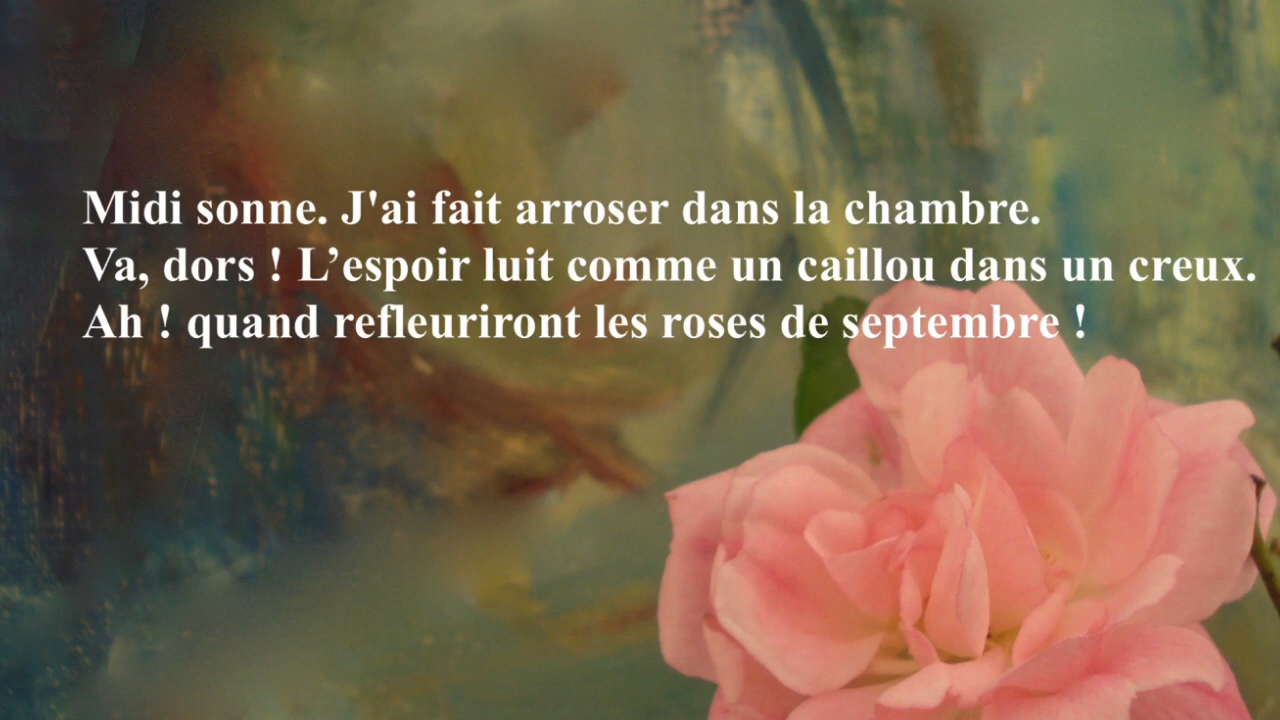 Midi sonne. J'ai fait arroser dans la chambre.
Va, dors ! L’espoir luit comme un caillou dans un creux.
Ah ! quand refleuriront les roses de septembre !